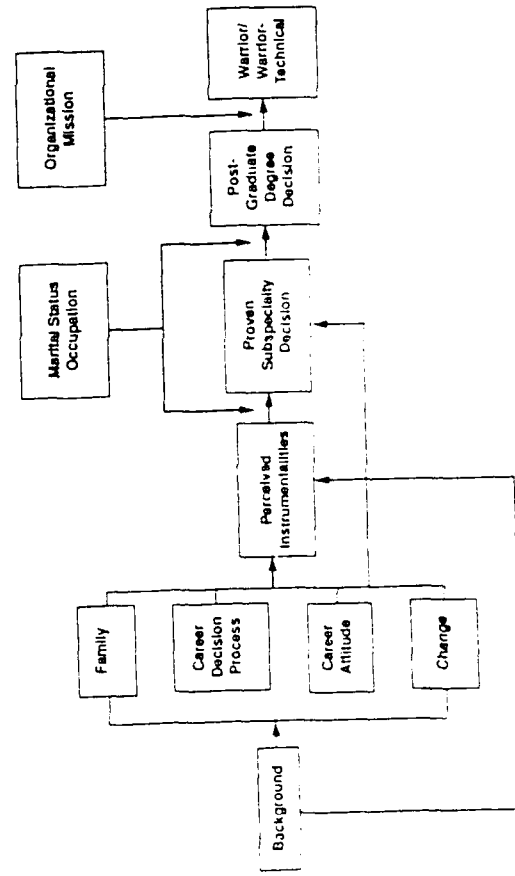 Background
Family
Career
Decision
Process
Career
Attitude
Change
Perceived
Instrumentalities
Marital Status
Occupation
Proven
Subspecialty
Decision
Post-
Graduate
Degree
Decision
Organizational
Mission
Warrior/
Warrior-
Technical